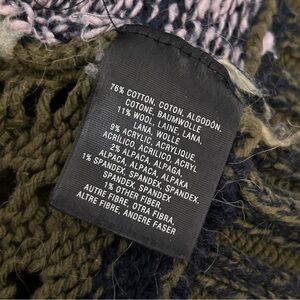 76% COTTON, COTON, ALGODÓN,
COTONE, BAUMWOLLE
11% WOOL, LAINE, LANA,
LANA, WOLLE
9% ACRYLIC, ACRYLIQUE,
ACRÍLICO, ACRILICO, ACRYL
2% ALPACA, ALPAGA,
ALPACA, ALPACA, ALPAKA
1% SPANDEX, SPANDEX,
SPANDEX, SPANDEX, SPANDEX
1% OTHER FIBER,
AUTRE FIBRE, OTRA FIBRA,
ALTRE FIBRE, ANDERE FASER